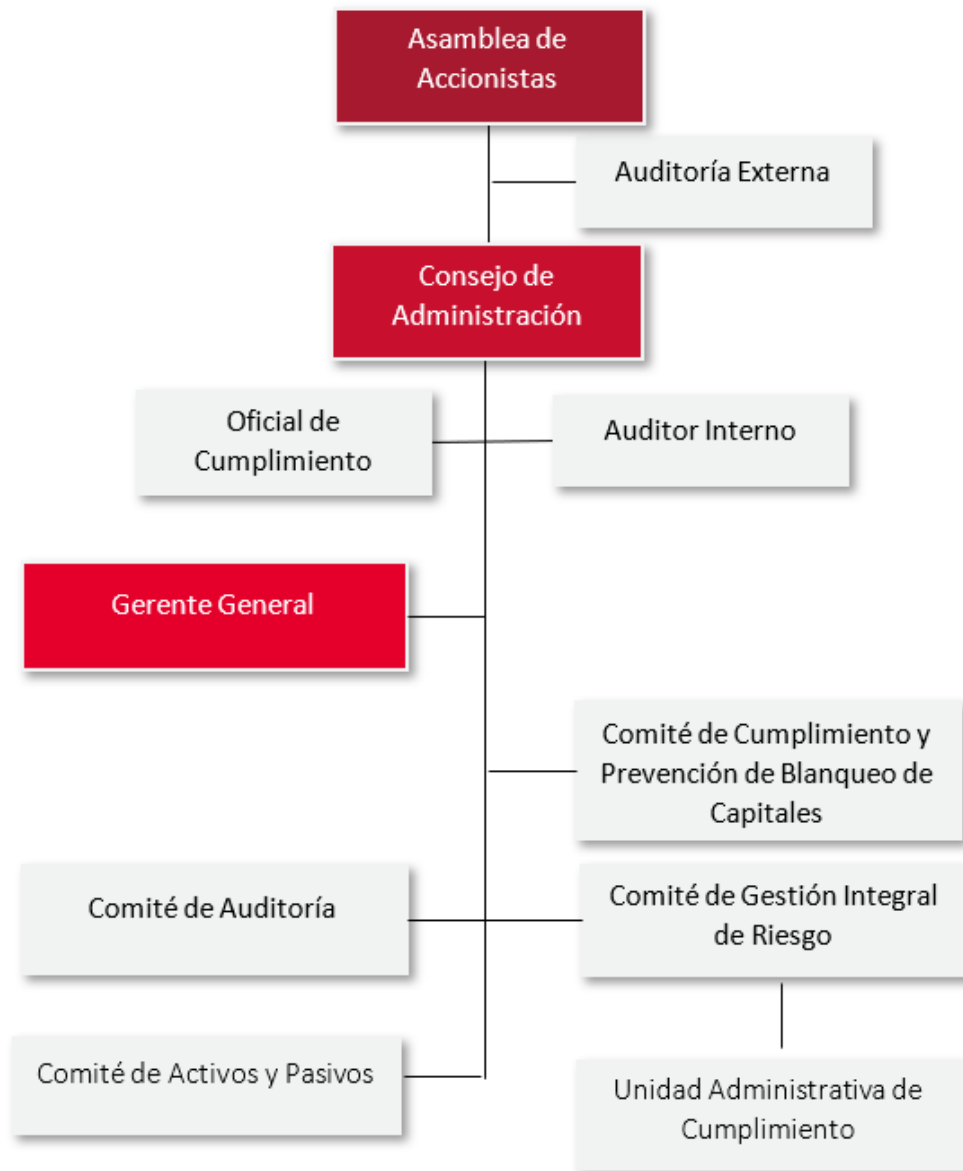 Asamblea de
Accionistas
Auditoría Externa
Consejo de
Administración
Oficial de
Cumplimiento
Auditor Interno
Gerente General
Comité de Cumplimiento y
Prevención de Blanqueo de
Capitales
Comité de Auditoría
Comité de Gestión Integral
de Riesgo
Comité de Activos y Pasivos
Unidad Administrativa de
Cumplimiento